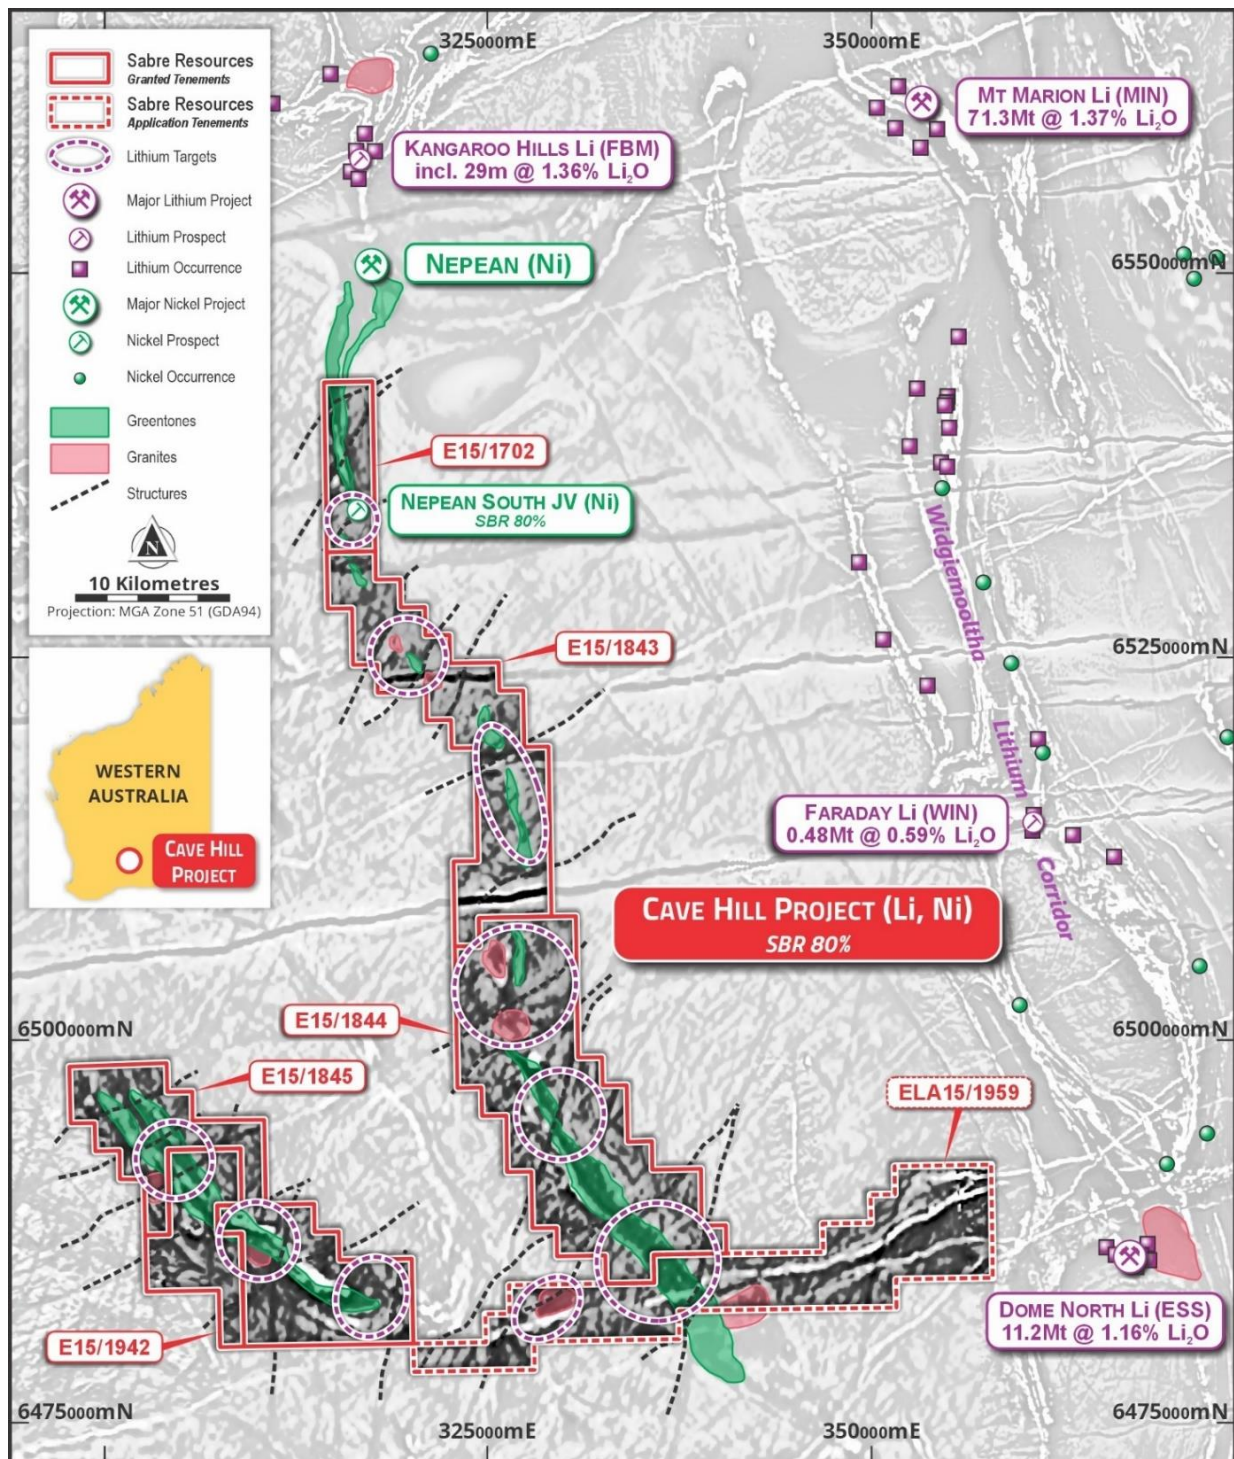 325000mE
350000mE
Sabre Resources
Granted Tenements
Sabre Resources
Application Tenements
Lithium Targets
Major Lithium Project
Lithium Prospect
Lithium Occurrence
Major Nickel Project
Nickel Prospect
Nickel Occurrence
Greentones
Granites
Structures
N
10 Kilometres
Projection: MGA Zone 51 (GDA94)
WESTERN
AUSTRALIA
CAVE HILL
PROJECT
MT MARION Li (MIN)
71.3Mt @ 1.37% Li₂O
KANGAROO HILLS Li (FBM)
incl. 29m @ 1.36% Li₂O
NEPEAN (Ni)
6550000mN
E15/1702
NEPEAN SOUTH JV (Ni)
SBR 80%
Widgiemooltha
Lithium
Corridor
E15/1843
6525000mN
FARADAY Li (WIN)
0.48Mt @ 0.59% Li₂O
CAVE HILL PROJECT (Li, Ni)
SBR 80%
E15/1844
6500000mN
6500000mN
E15/1845
ELA15/1959
E15/1942
DOME NORTH Li (ESS)
11.2Mt @ 1.16% Li₂O
6475000mN
325000mE
350000mE
6475000mN